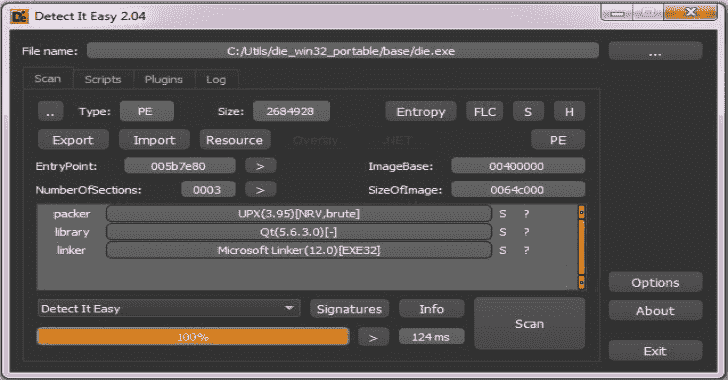 Detect It Easy 2.04
File name: C:/Utils/die_win32_portable/base/die.exe ...
Scan Scripts Plugins Log
.. Type: PE Size: 2684928 Entropy FLC S H
Export Import Resource Overlay .NET PE
EntryPoint: 005b7e80 > ImageBase: 00400000
NumberOfSections: 0003 > SizeOfImage: 0064c000
packer UPX(3.95)[NRV,brute] S ?
library Qt(5.6.3.0)[-] S ?
linker Microsoft Linker(12.0)[EXE32] S ?
Options
Detect It Easy Signatures Info Scan About
100% > 124 ms
Exit